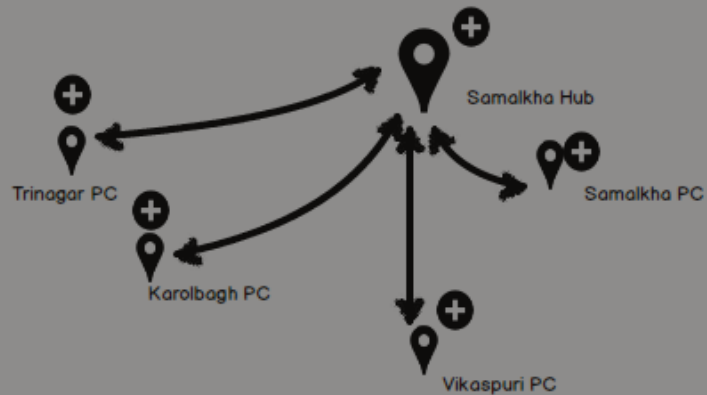 Samalkha Hub
Trinagar PC
Samalkha PC
Karolbagh PC
Vikaspuri PC